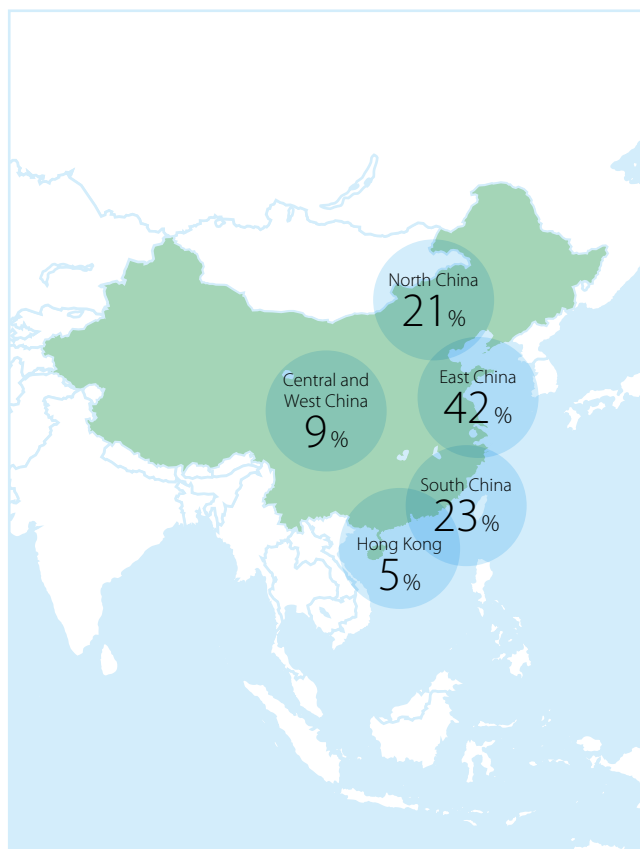 North China
21%
Central and
West China
9%
East China
42%
South China
23%
Hong Kong
5%